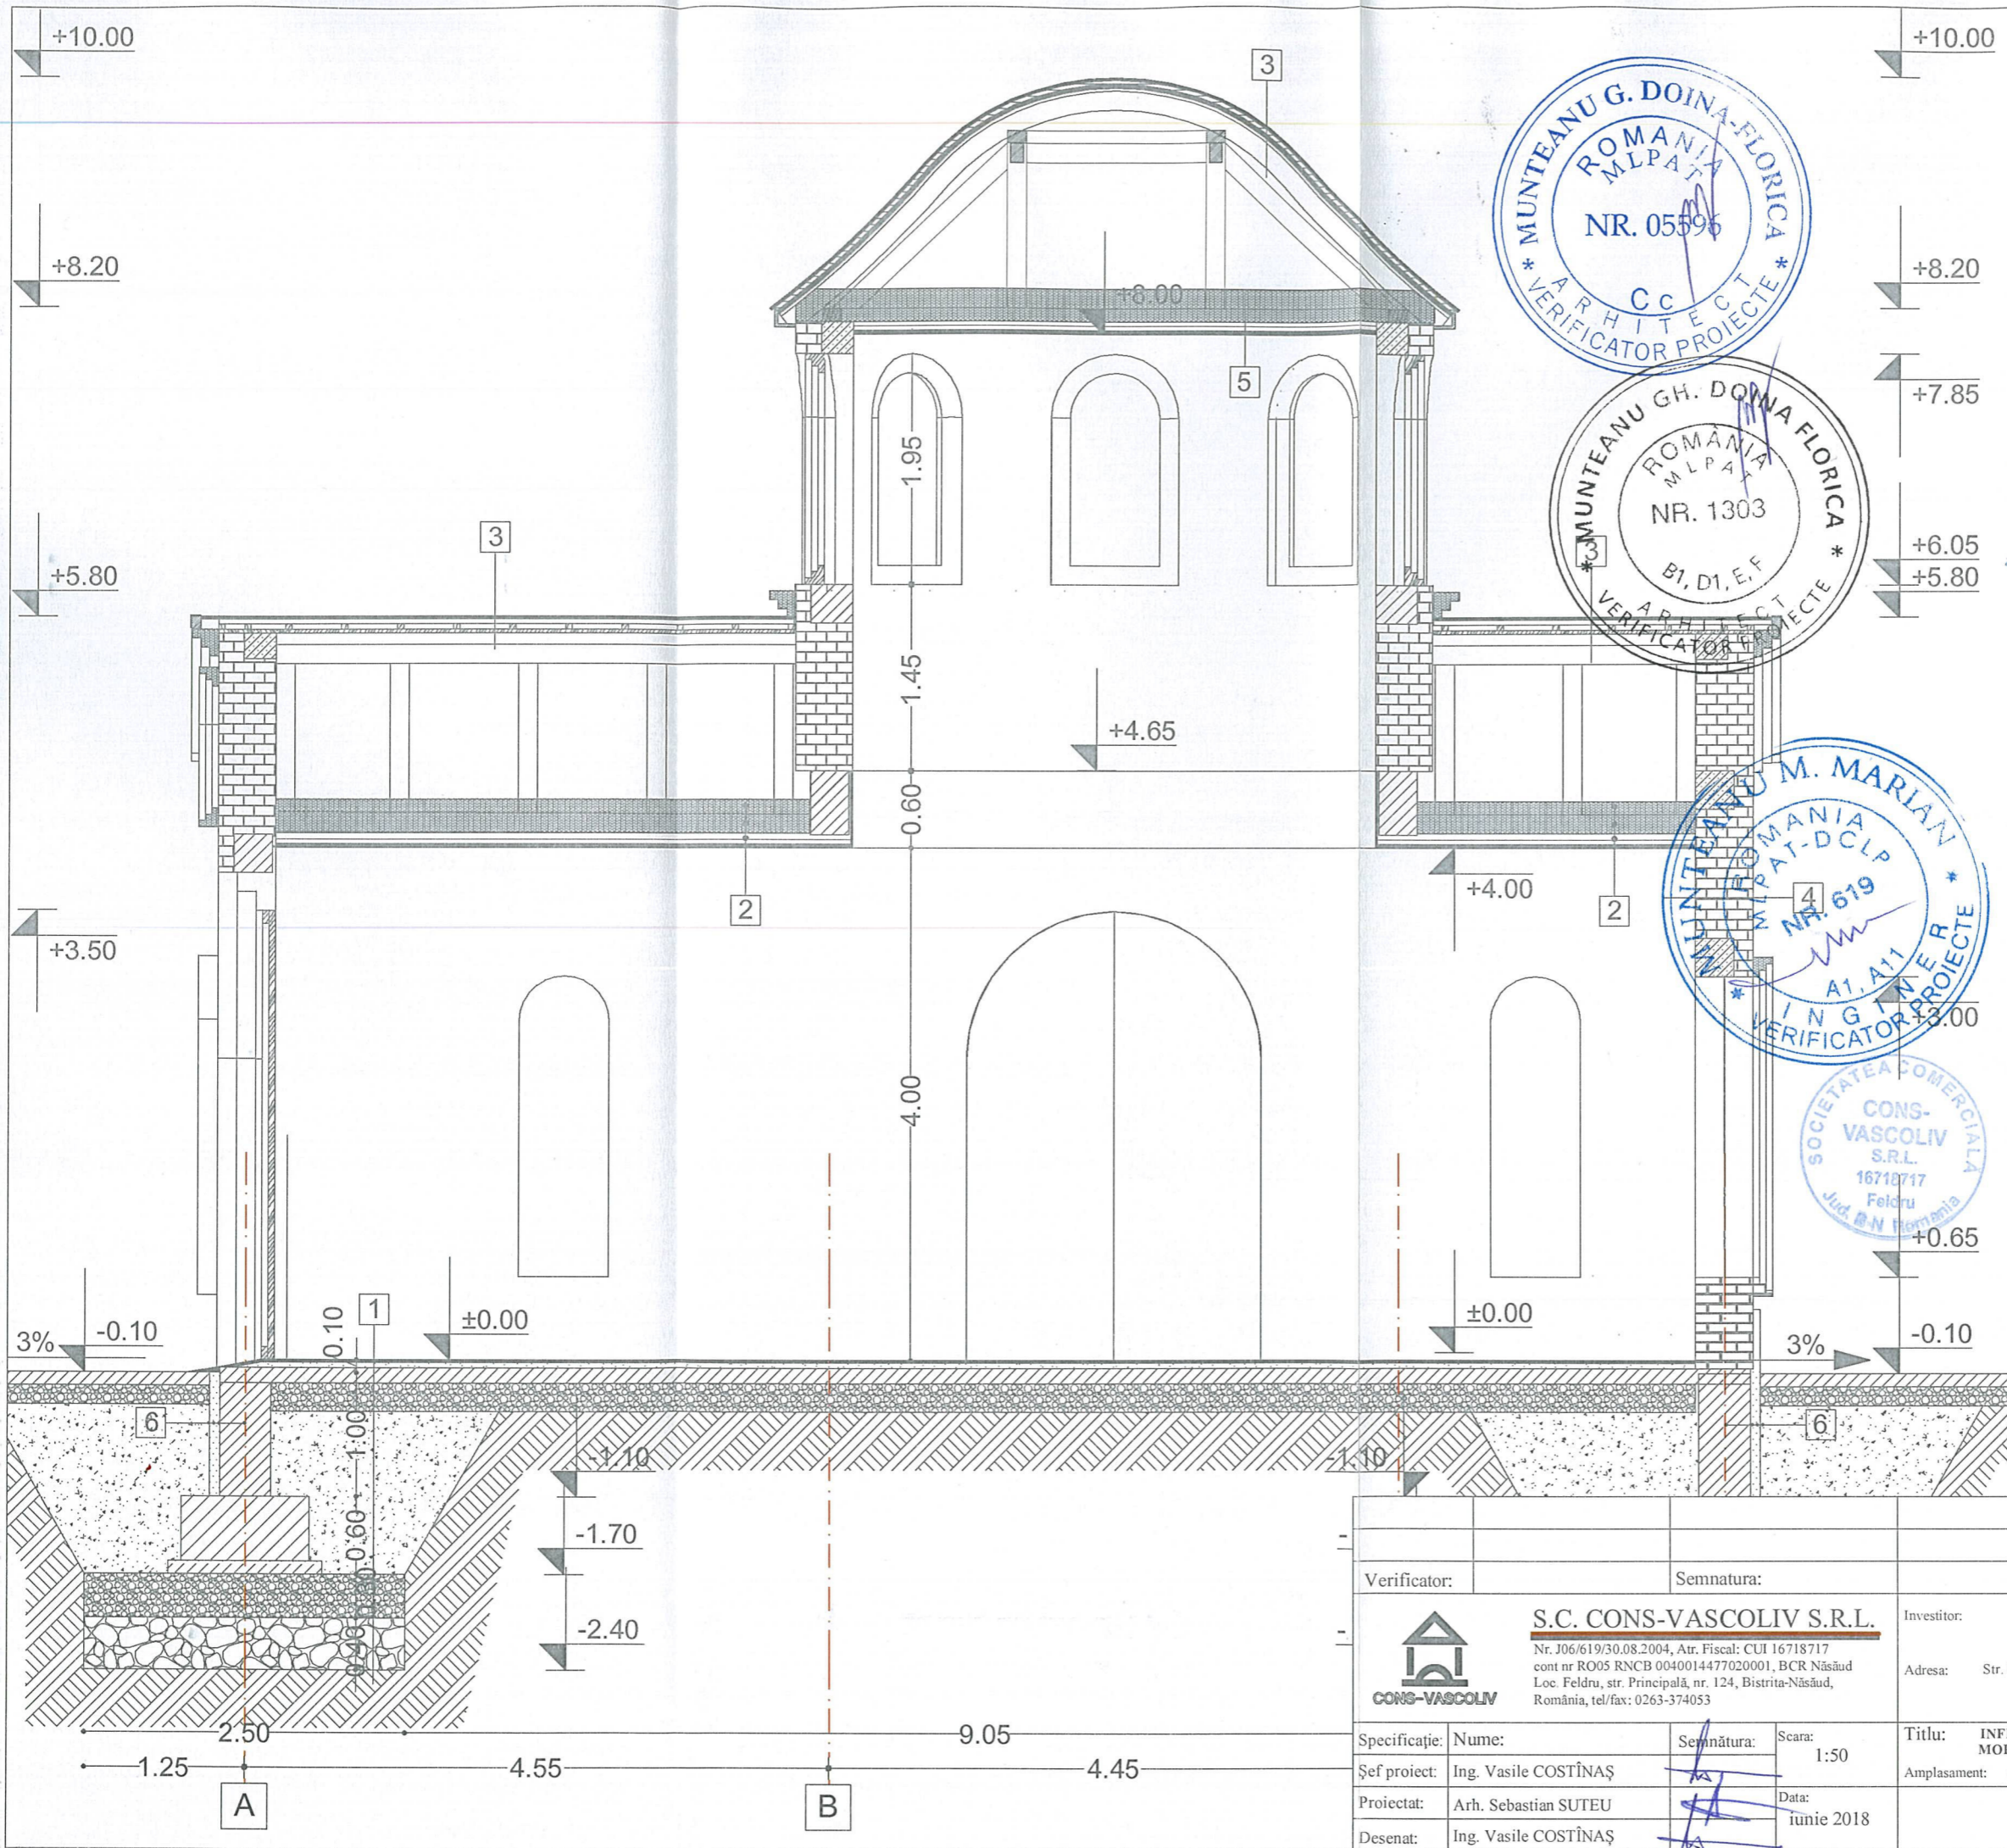 +10.00
+10.00
3
MUNTEANU G. DOINA-FLORICA
ROMANIA
MLPAT
NR. 05596
Cc
ARHITECT
* VERIFICATOR PROIECTE *
+8.20
+8.20
+8.00
5
+7.85
1.95
MUNTEANU GH. DOINA FLORICA
ROMÂNIA
MLPAT
NR. 1303
B1, D1, E, F
ARHITECT
* VERIFICATOR PROIECTE *
3
3
+5.80
+6.05
+5.80
1.45
+4.65
0.60
MUNTEANU M. MARIAN
ROMANIA
MLPAT-DCLP
NR. 619
A1, A11
INGINER
* VERIFICATOR PROIECTE *
2
+4.00
2
4
+3.50
+3.00
4.00
SOCIETATEA COMERCIALĂ
CONS-
VASCOLIV
S.R.L.
16718717
Feldru
Jud. B-N Romania
+0.65
3%
-0.10
0.10
1
±0.00
±0.00
3%
-0.10
6
1.00
-1.10
-1.10
6
0.60
-1.70
-2.40
2.50
9.05
1.25
4.55
4.45
A
B
Verificator:
Semnatura:
S.C. CONS-VASCOLIV S.R.L.
Nr. J06/619/30.08.2004, Atr. Fiscal: CUI 16718717
cont nr RO05 RNCB 0040014477020001, BCR Năsăud
Loc. Feldru, str. Principală, nr. 124, Bistrita-Năsăud,
România, tel/fax: 0263-374053
CONS-VASCOLIV
Investitor:
Adresa: Str.
Specificaţie: Nume: Semnătura: Scara:
1:50
Titlu:
Şef proiect: Ing. Vasile COSTÎNAŞ
Amplasament:
Proiectat: Arh. Sebastian SUTEU
Data:
iunie 2018
Desenat: Ing. Vasile COSTÎNAŞ